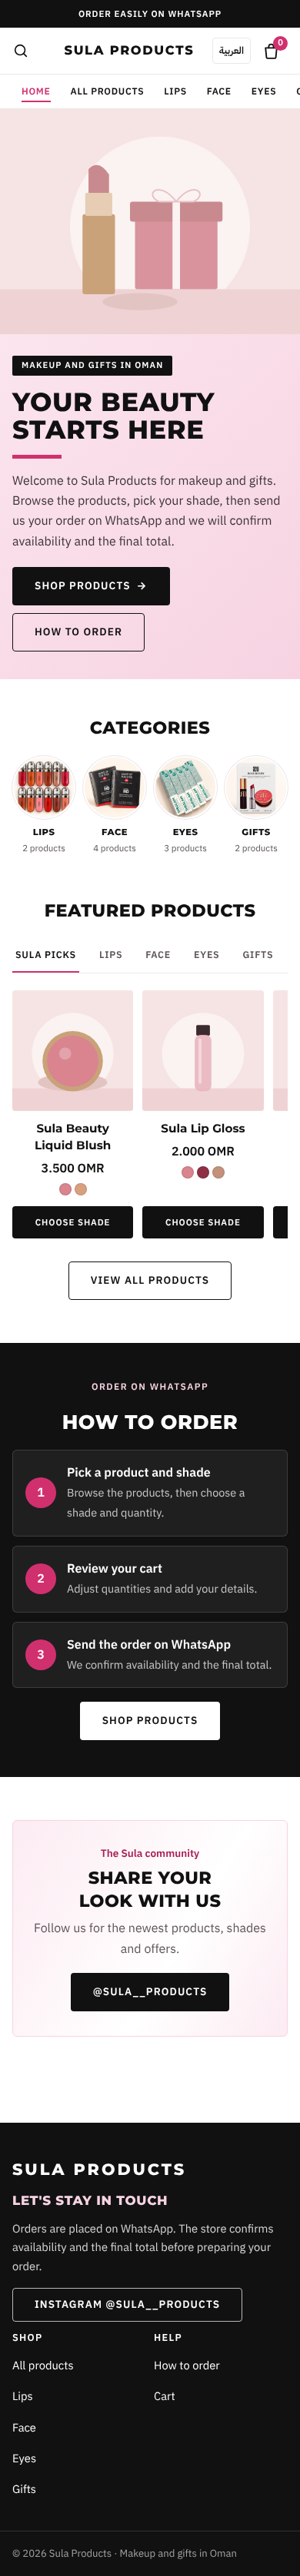 ORDER EASILY ON WHATSAPP
SULA PRODUCTS
العربية
0
HOME ALL PRODUCTS LIPS FACE EYES
MAKEUP AND GIFTS IN OMAN
YOUR BEAUTY
STARTS HERE
Welcome to Sula Products for makeup and gifts.
Browse the products, pick your shade, then send
us your order on WhatsApp and we will confirm
availability and the final total.
SHOP PRODUCTS →
HOW TO ORDER
CATEGORIES
LIPS
2 products
FACE
4 products
EYES
3 products
GIFTS
2 products
FEATURED PRODUCTS
SULA PICKS LIPS FACE EYES GIFTS
Sula Beauty
Liquid Blush
3.500 OMR
CHOOSE SHADE
Sula Lip Gloss
2.000 OMR
CHOOSE SHADE
VIEW ALL PRODUCTS
ORDER ON WHATSAPP
HOW TO ORDER
1
Pick a product and shade
Browse the products, then choose a
shade and quantity.
2
Review your cart
Adjust quantities and add your details.
3
Send the order on WhatsApp
We confirm availability and the final total.
SHOP PRODUCTS
The Sula community
SHARE YOUR
LOOK WITH US
Follow us for the newest products, shades
and offers.
@SULA__PRODUCTS
SULA PRODUCTS
LET'S STAY IN TOUCH
Orders are placed on WhatsApp. The store confirms
availability and the final total before preparing your
order.
INSTAGRAM @SULA__PRODUCTS
SHOP
All products
Lips
Face
Eyes
Gifts
HELP
How to order
Cart
© 2026 Sula Products · Makeup and gifts in Oman